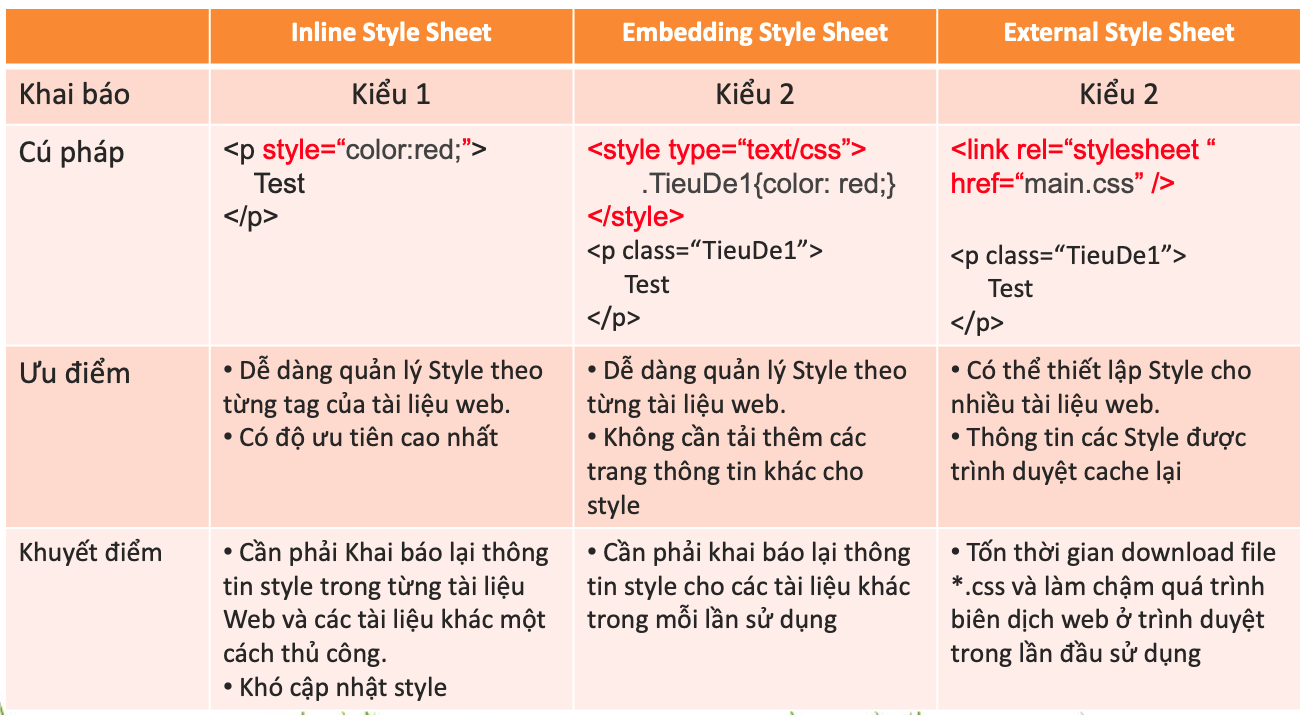 Inline Style Sheet
Embedding Style Sheet
External Style Sheet
Khai báo
Kiểu 1
Kiểu 2
Kiểu 2
Cú pháp
<p style=“color:red;”>
Test
</p>
<style type=“text/css”>
.TieuDe1{color: red;}
</style>
<p class=“TieuDe1”>
Test
</p>
<link rel=“stylesheet “
href=“main.css” />
<p class=“TieuDe1”>
Test
</p>
Ưu điểm
• Dễ dàng quản lý Style theo
từng tag của tài liệu web.
• Có độ ưu tiên cao nhất
• Dễ dàng quản lý Style theo
từng tài liệu web.
• Không cần tải thêm các
trang thông tin khác cho
style
• Có thể thiết lập Style cho
nhiều tài liệu web.
• Thông tin các Style được
trình duyệt cache lại
Khuyết điểm
• Cần phải Khai báo lại thông
tin style trong từng tài liệu
Web và các tài liệu khác một
cách thủ công.
• Khó cập nhật style
• Cần phải khai báo lại thông
tin style cho các tài liệu khác
trong mỗi lần sử dụng
• Tốn thời gian download file
*.css và làm chậm quá trình
biên dịch web ở trình duyệt
trong lần đầu sử dụng